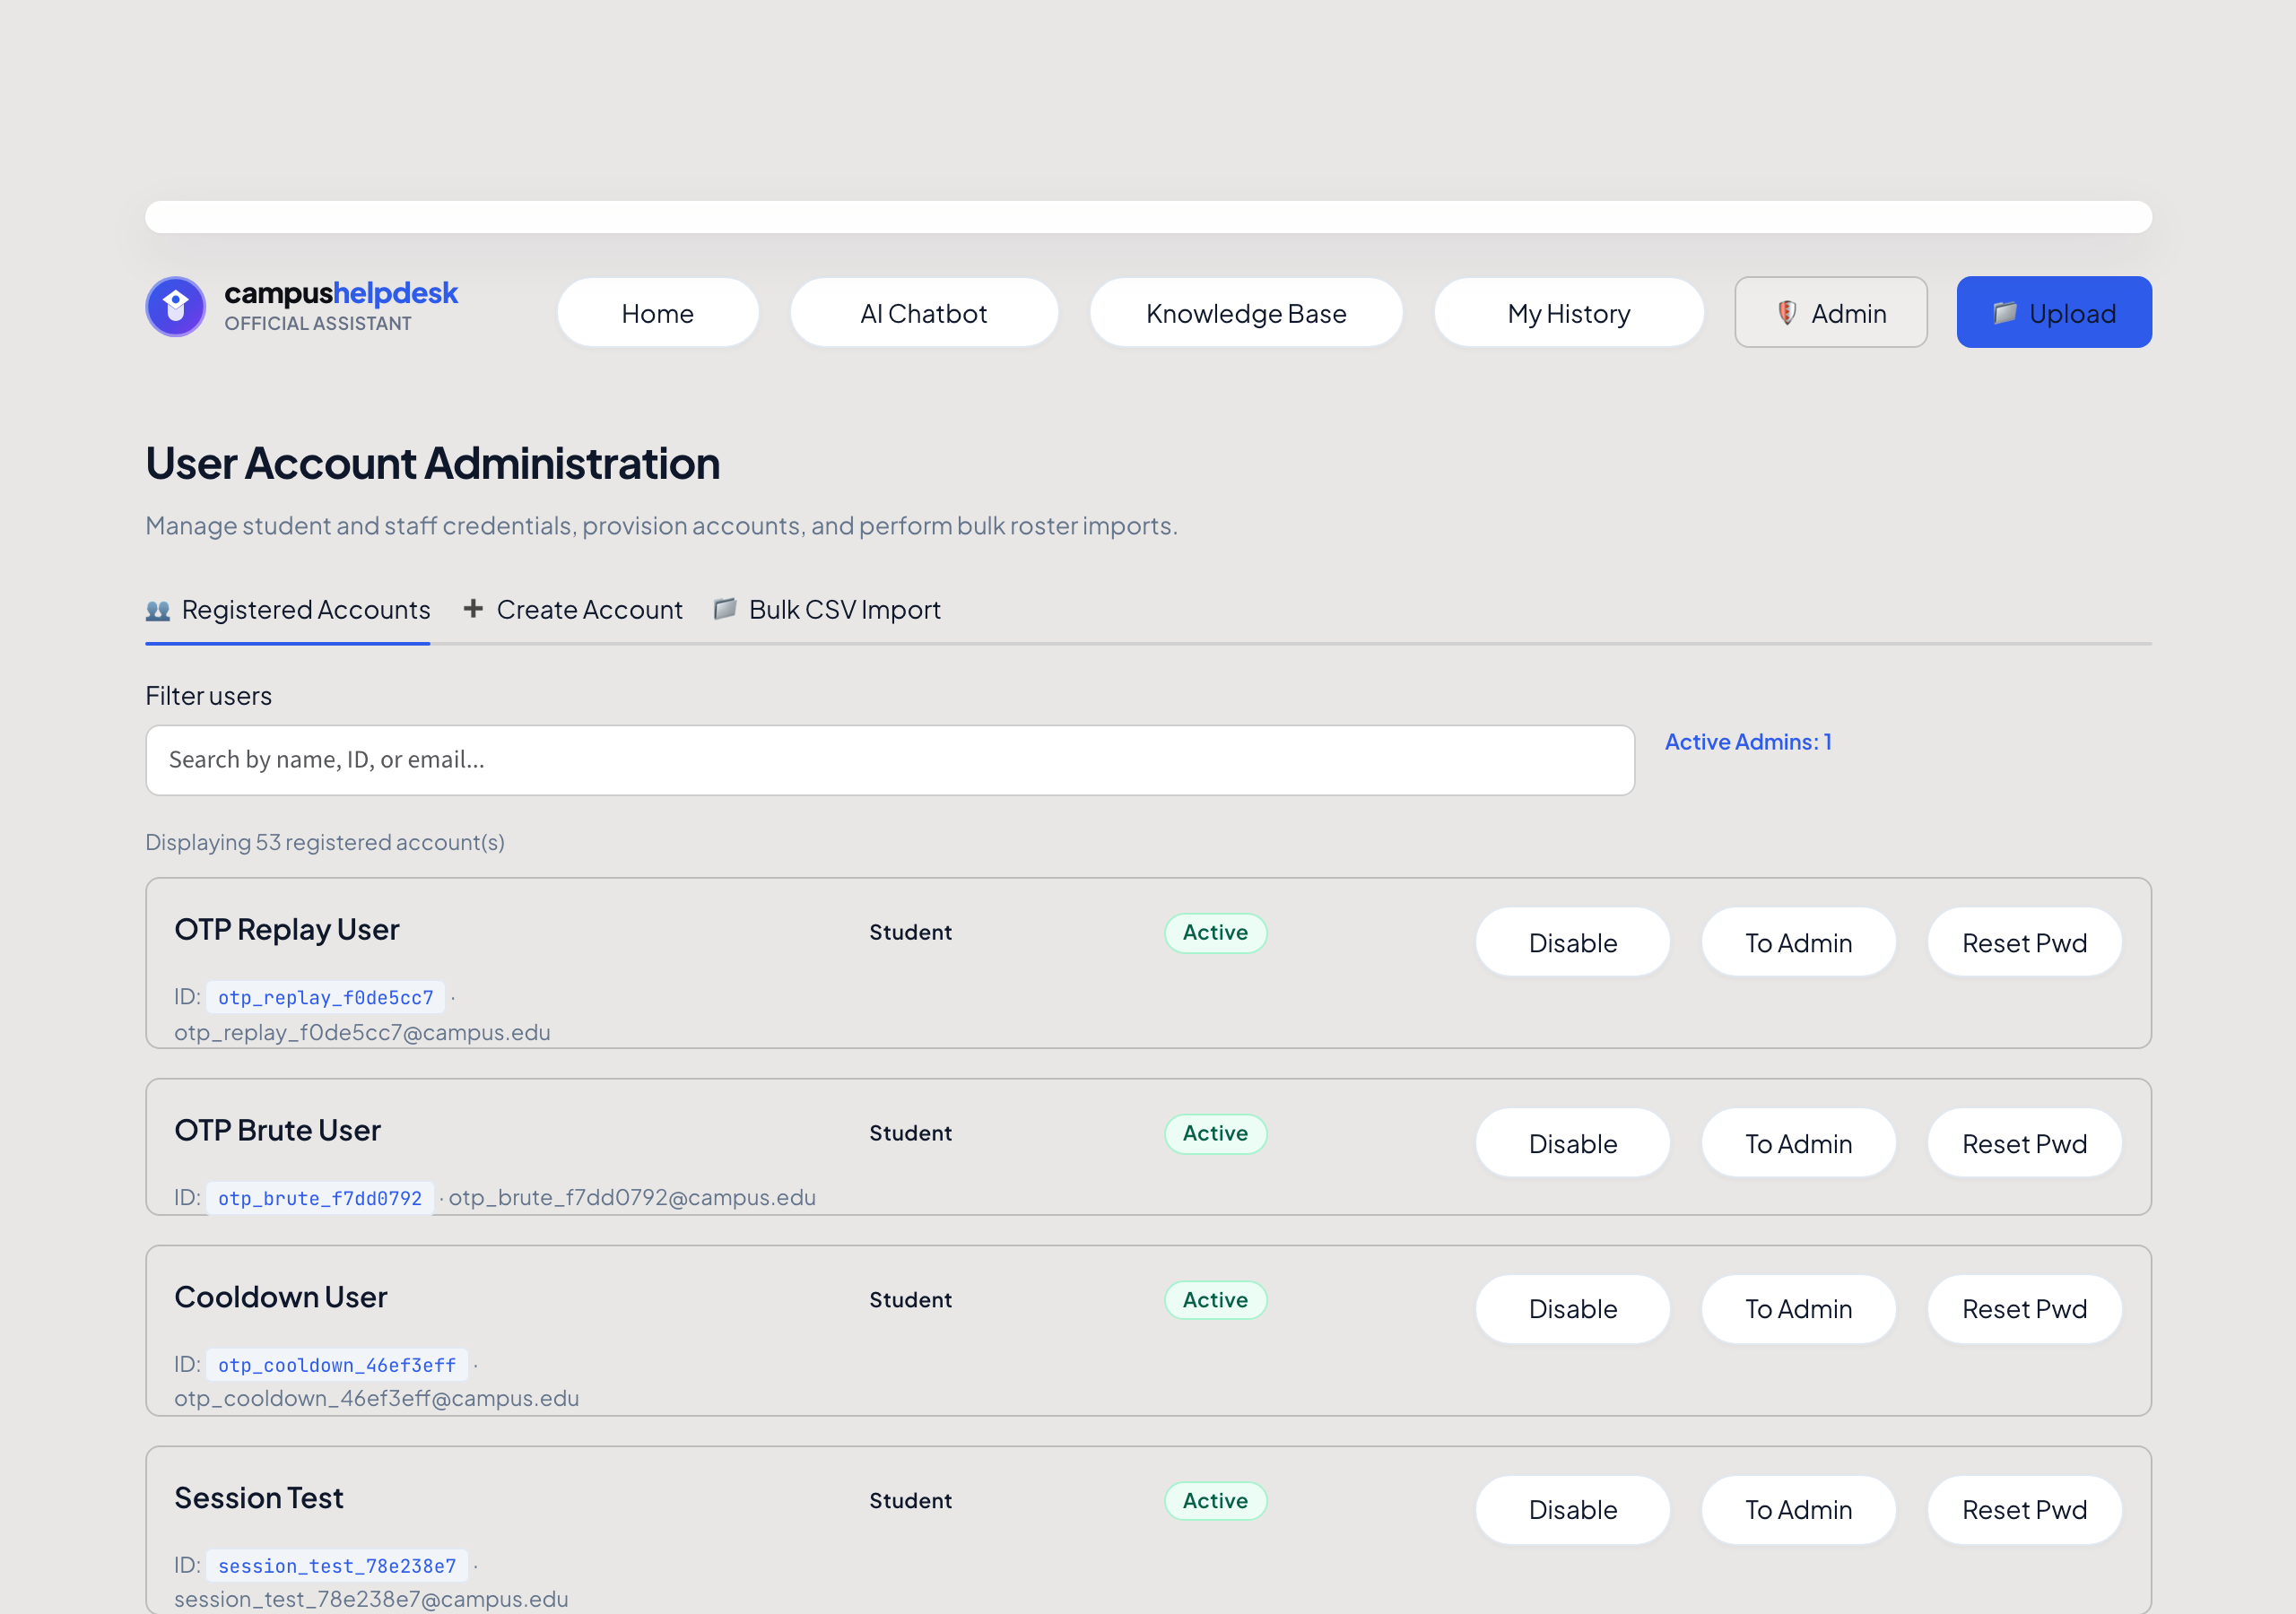 campushelpdesk
OFFICIAL ASSISTANT
Home
AI Chatbot
Knowledge Base
My History
Admin
Upload
User Account Administration
Manage student and staff credentials, provision accounts, and perform bulk roster imports.
Registered Accounts
Create Account
Bulk CSV Import
Filter users
Search by name, ID, or email...
Active Admins: 1
Displaying 53 registered account(s)
OTP Replay User
Student
Active
Disable
To Admin
Reset Pwd
ID: otp_replay_f0de5cc7 ·
otp_replay_f0de5cc7@campus.edu
OTP Brute User
Student
Active
Disable
To Admin
Reset Pwd
ID: otp_brute_f7dd0792 · otp_brute_f7dd0792@campus.edu
Cooldown User
Student
Active
Disable
To Admin
Reset Pwd
ID: otp_cooldown_46ef3eff ·
otp_cooldown_46ef3eff@campus.edu
Session Test
Student
Active
Disable
To Admin
Reset Pwd
ID: session_test_78e238e7 ·
session_test_78e238e7@campus.edu